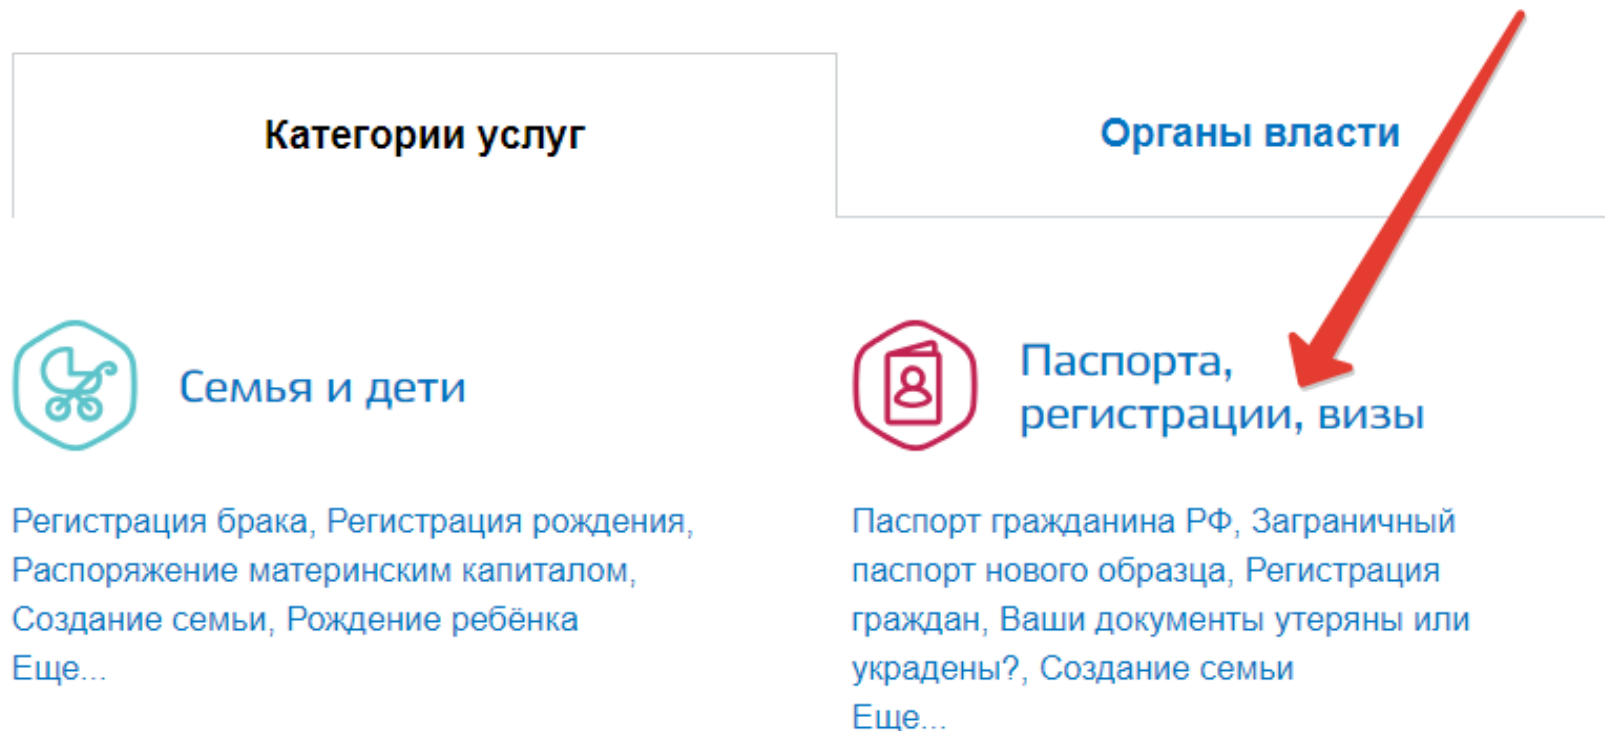 Категории услуг
Органы власти
Семья и дети
Регистрация брака, Регистрация рождения,
Распоряжение материнским капиталом,
Создание семьи, Рождение ребёнка
Еще...
Паспорта,
регистрации, визы
Паспорт гражданина РФ, Заграничный
паспорт нового образца, Регистрация
граждан, Ваши документы утеряны или
украдены?, Создание семьи
Еще...